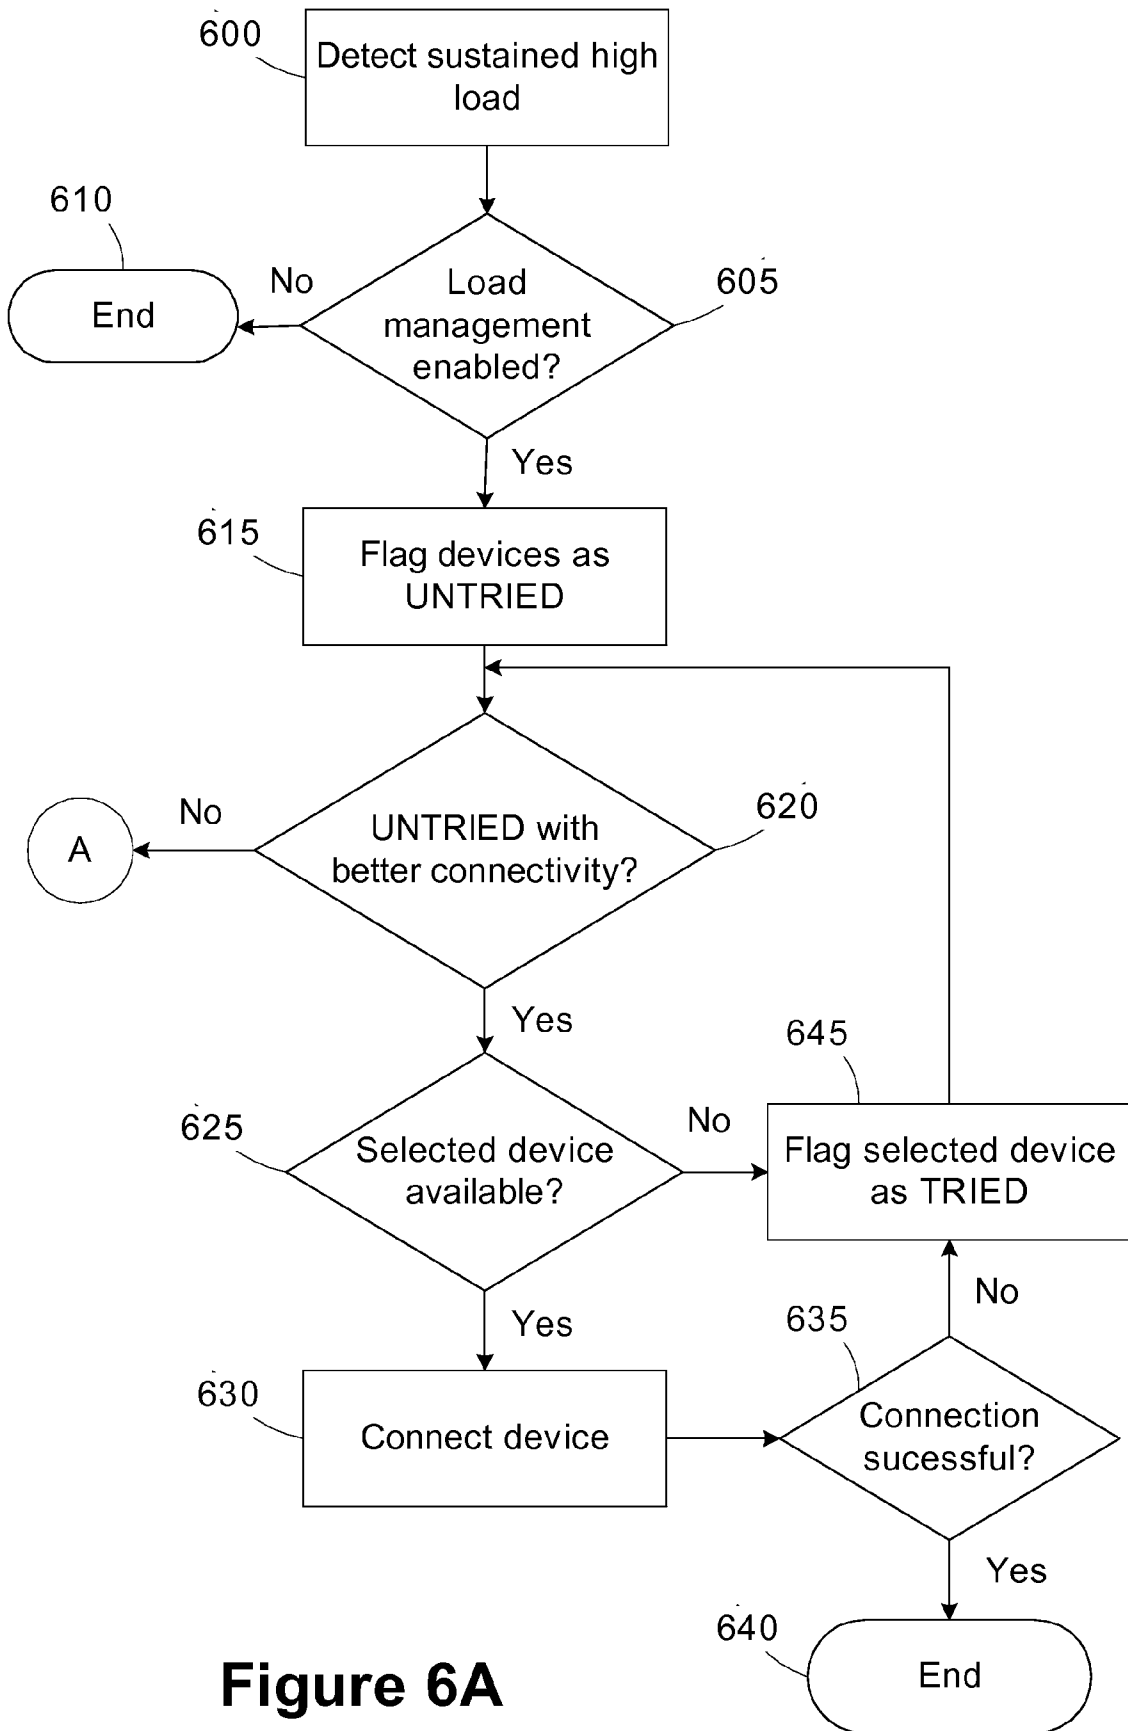 600
Detect sustained high
load
610
End
No
Load
management
enabled?
605
Yes
615
Flag devices as
UNTRIED
A
No
UNTRIED with
better connectivity?
620
Yes
625
Selected device
available?
No
645
Flag selected device
as TRIED
Yes
630
Connect device
No
635
Connection
sucessful?
Yes
640
End
Figure 6A